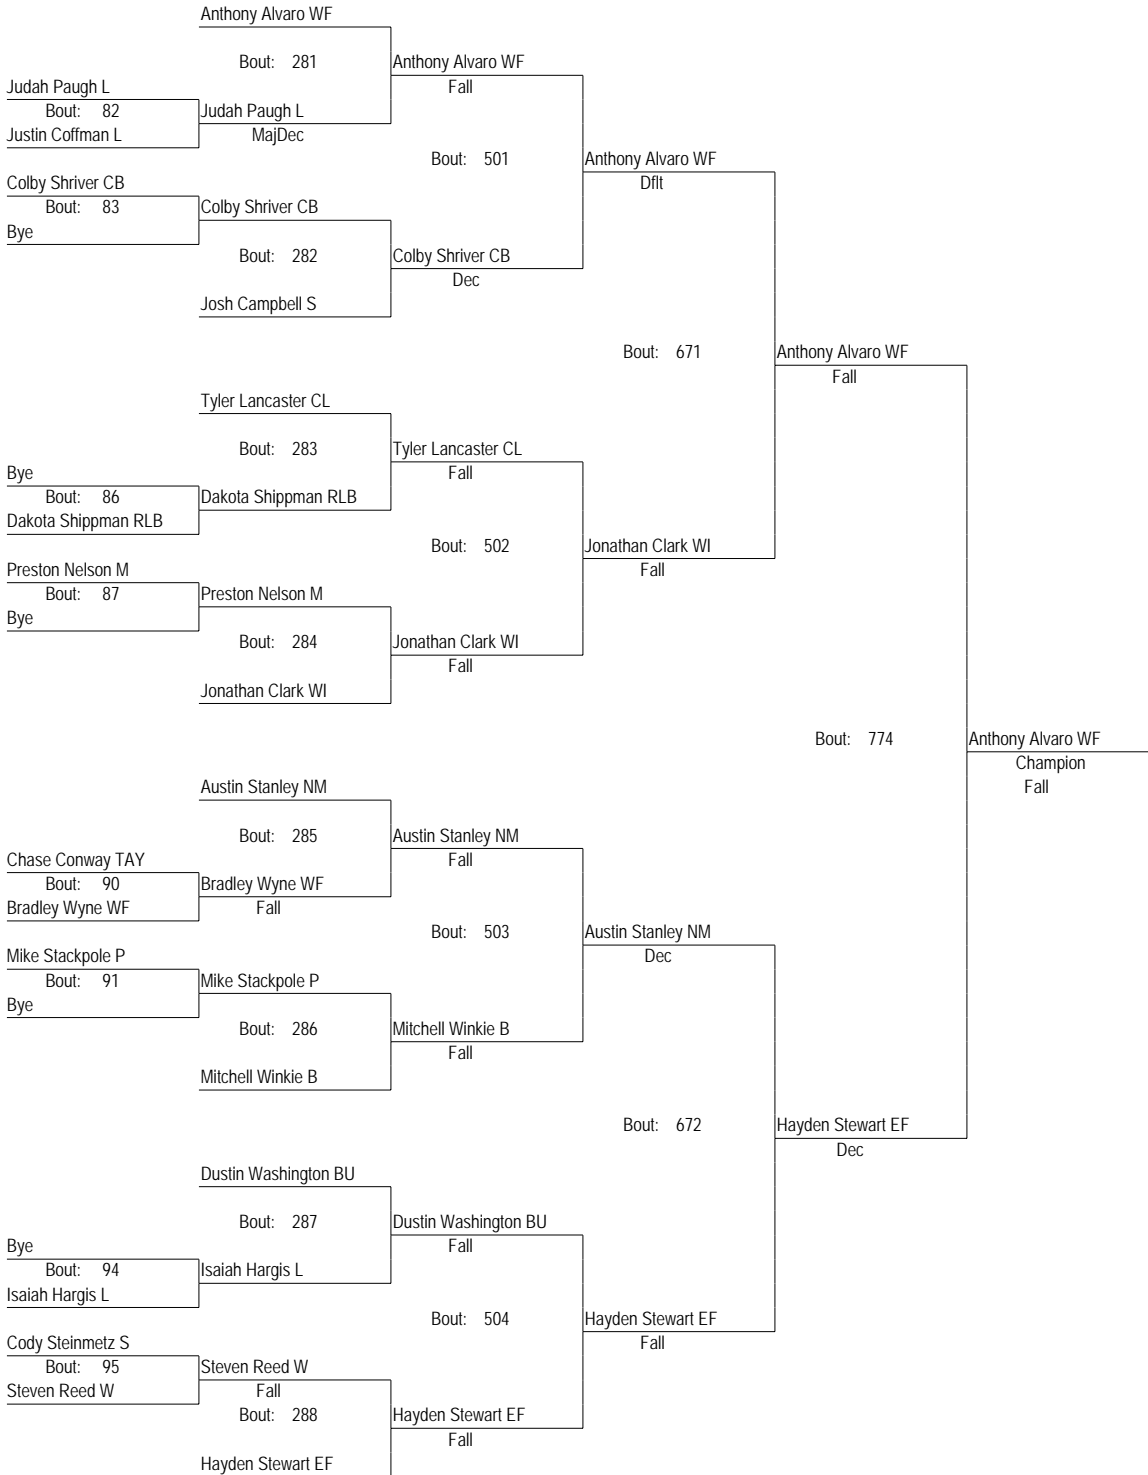 Anthony Alvaro WF
Bout: 281
Anthony Alvaro WF
Fall
Judah Paugh L
Bout: 82
Judah Paugh L
Justin Coffman L
MajDec
Bout: 501
Anthony Alvaro WF
Dflt
Colby Shriver CB
Bout: 83
Colby Shriver CB
Bye
Bout: 282
Colby Shriver CB
Dec
Josh Campbell S
Bout: 671
Anthony Alvaro WF
Fall
Tyler Lancaster CL
Bout: 283
Tyler Lancaster CL
Fall
Bye
Bout: 86
Dakota Shippman RLB
Dakota Shippman RLB
Bout: 502
Jonathan Clark WI
Fall
Preston Nelson M
Bout: 87
Preston Nelson M
Bye
Bout: 284
Jonathan Clark WI
Fall
Jonathan Clark WI
Bout: 774
Anthony Alvaro WF
Champion
Fall
Austin Stanley NM
Bout: 285
Austin Stanley NM
Fall
Chase Conway TAY
Bout: 90
Bradley Wyne WF
Bradley Wyne WF
Fall
Bout: 503
Austin Stanley NM
Dec
Mike Stackpole P
Bout: 91
Mike Stackpole P
Bye
Bout: 286
Mitchell Winkie B
Fall
Mitchell Winkie B
Bout: 672
Hayden Stewart EF
Dec
Dustin Washington BU
Bout: 287
Dustin Washington BU
Fall
Bye
Bout: 94
Isaiah Hargis L
Isaiah Hargis L
Bout: 504
Hayden Stewart EF
Fall
Cody Steinmetz S
Bout: 95
Steven Reed W
Steven Reed W
Fall
Bout: 288
Hayden Stewart EF
Fall
Hayden Stewart EF